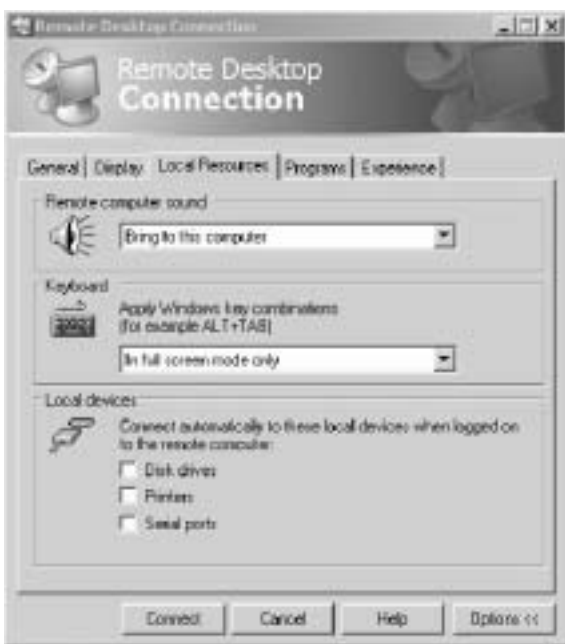 Remote Desktop Connection
Remote Desktop
Connection
General
Display
Local Resources
Programs
Experience
Remote computer sound
Bring to this computer
Keyboard
Apply Windows key combinations
(for example ALT+TAB)
In full screen mode only
Local devices
Connect automatically to these local devices when logged on
to the remote computer:
Disk drives
Printers
Serial ports
Connect
Cancel
Help
Options <<